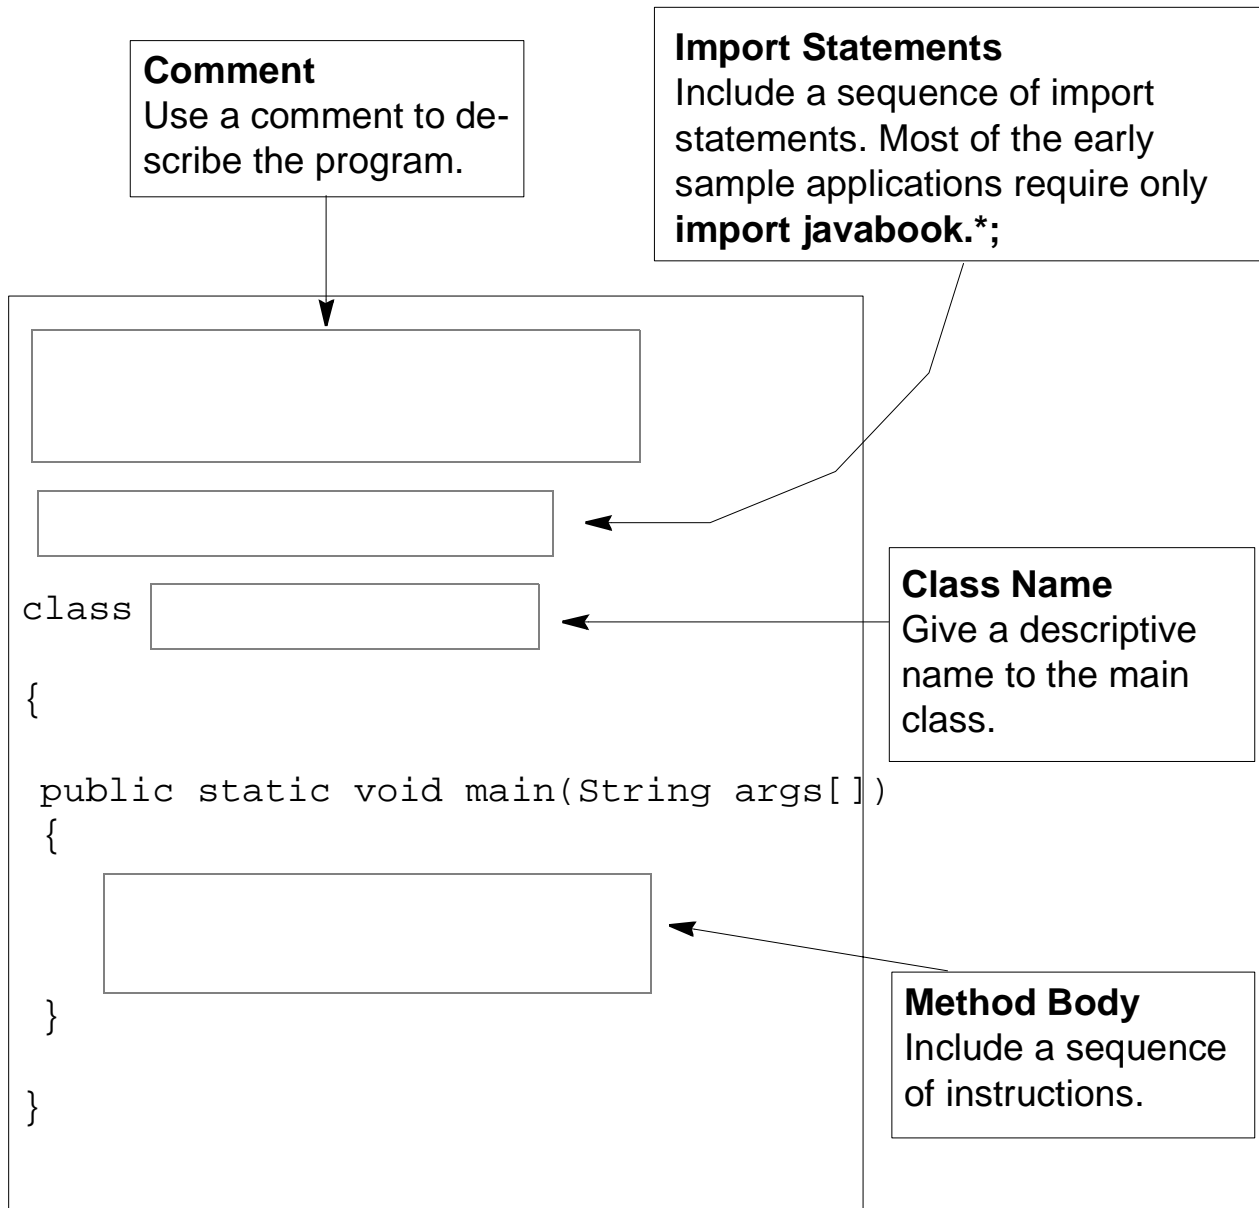 Comment
Use a comment to de-
scribe the program.
Import Statements
Include a sequence of import
statements. Most of the early
sample applications require only
import javabook.*;
class
{
public static void main(String args[])
{
}
}
Class Name
Give a descriptive
name to the main
class.
Method Body
Include a sequence
of instructions.